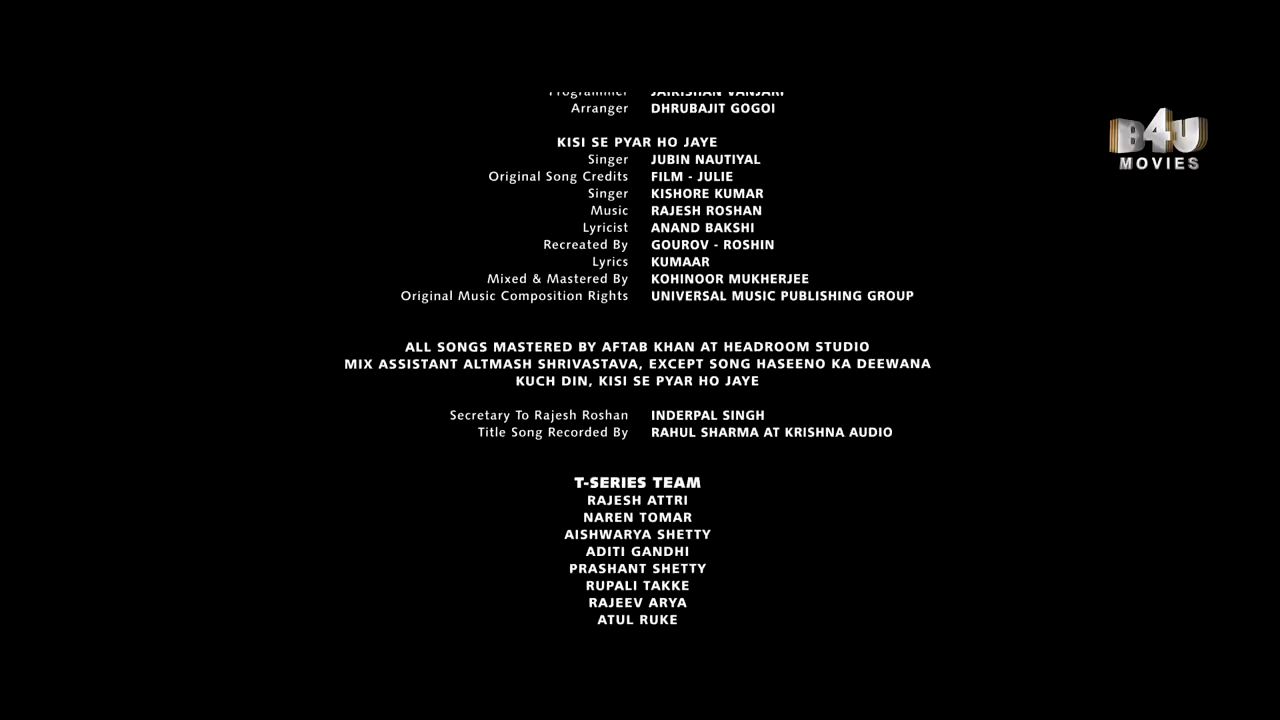 Arranger DHRUBAJIT GOGOI
KISI SE PYAR HO JAYE
Singer JUBIN NAUTIYAL
Original Song Credits FILM - JULIE
Singer KISHORE KUMAR
Music RAJESH ROSHAN
Lyricist ANAND BAKSHI
Recreated By GOUROV - ROSHIN
Lyrics KUMAAR
Mixed & Mastered By KOHINOOR MUKHERJEE
Original Music Composition Rights UNIVERSAL MUSIC PUBLISHING GROUP
ALL SONGS MASTERED BY AFTAB KHAN AT HEADROOM STUDIO
MIX ASSISTANT ALTMASH SHRIVASTAVA, EXCEPT SONG HASEENO KA DEEWANA
KUCH DIN, KISI SE PYAR HO JAYE
Secretary To Rajesh Roshan INDERPAL SINGH
Title Song Recorded By RAHUL SHARMA AT KRISHNA AUDIO
T-SERIES TEAM
RAJESH ATTRI
NAREN TOMAR
AISHWARYA SHETTY
ADITI GANDHI
PRASHANT SHETTY
RUPALI TAKKE
RAJEEV ARYA
ATUL RUKE
B4U
MOVIES